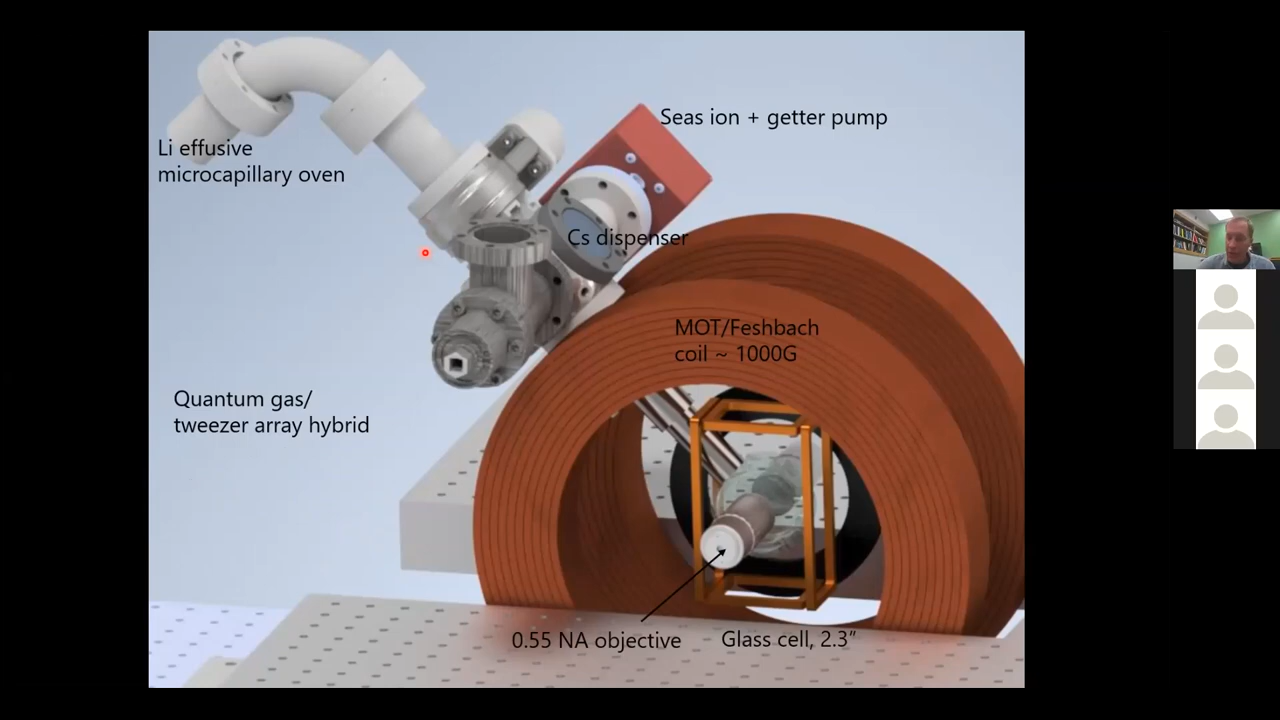 Seas ion + getter pump
Li effusive
microcapillary oven
Cs dispenser
MOT/Feshbach
coil ~ 1000G
Quantum gas/
tweezer array hybrid
0.55 NA objective
Glass cell, 2.3″